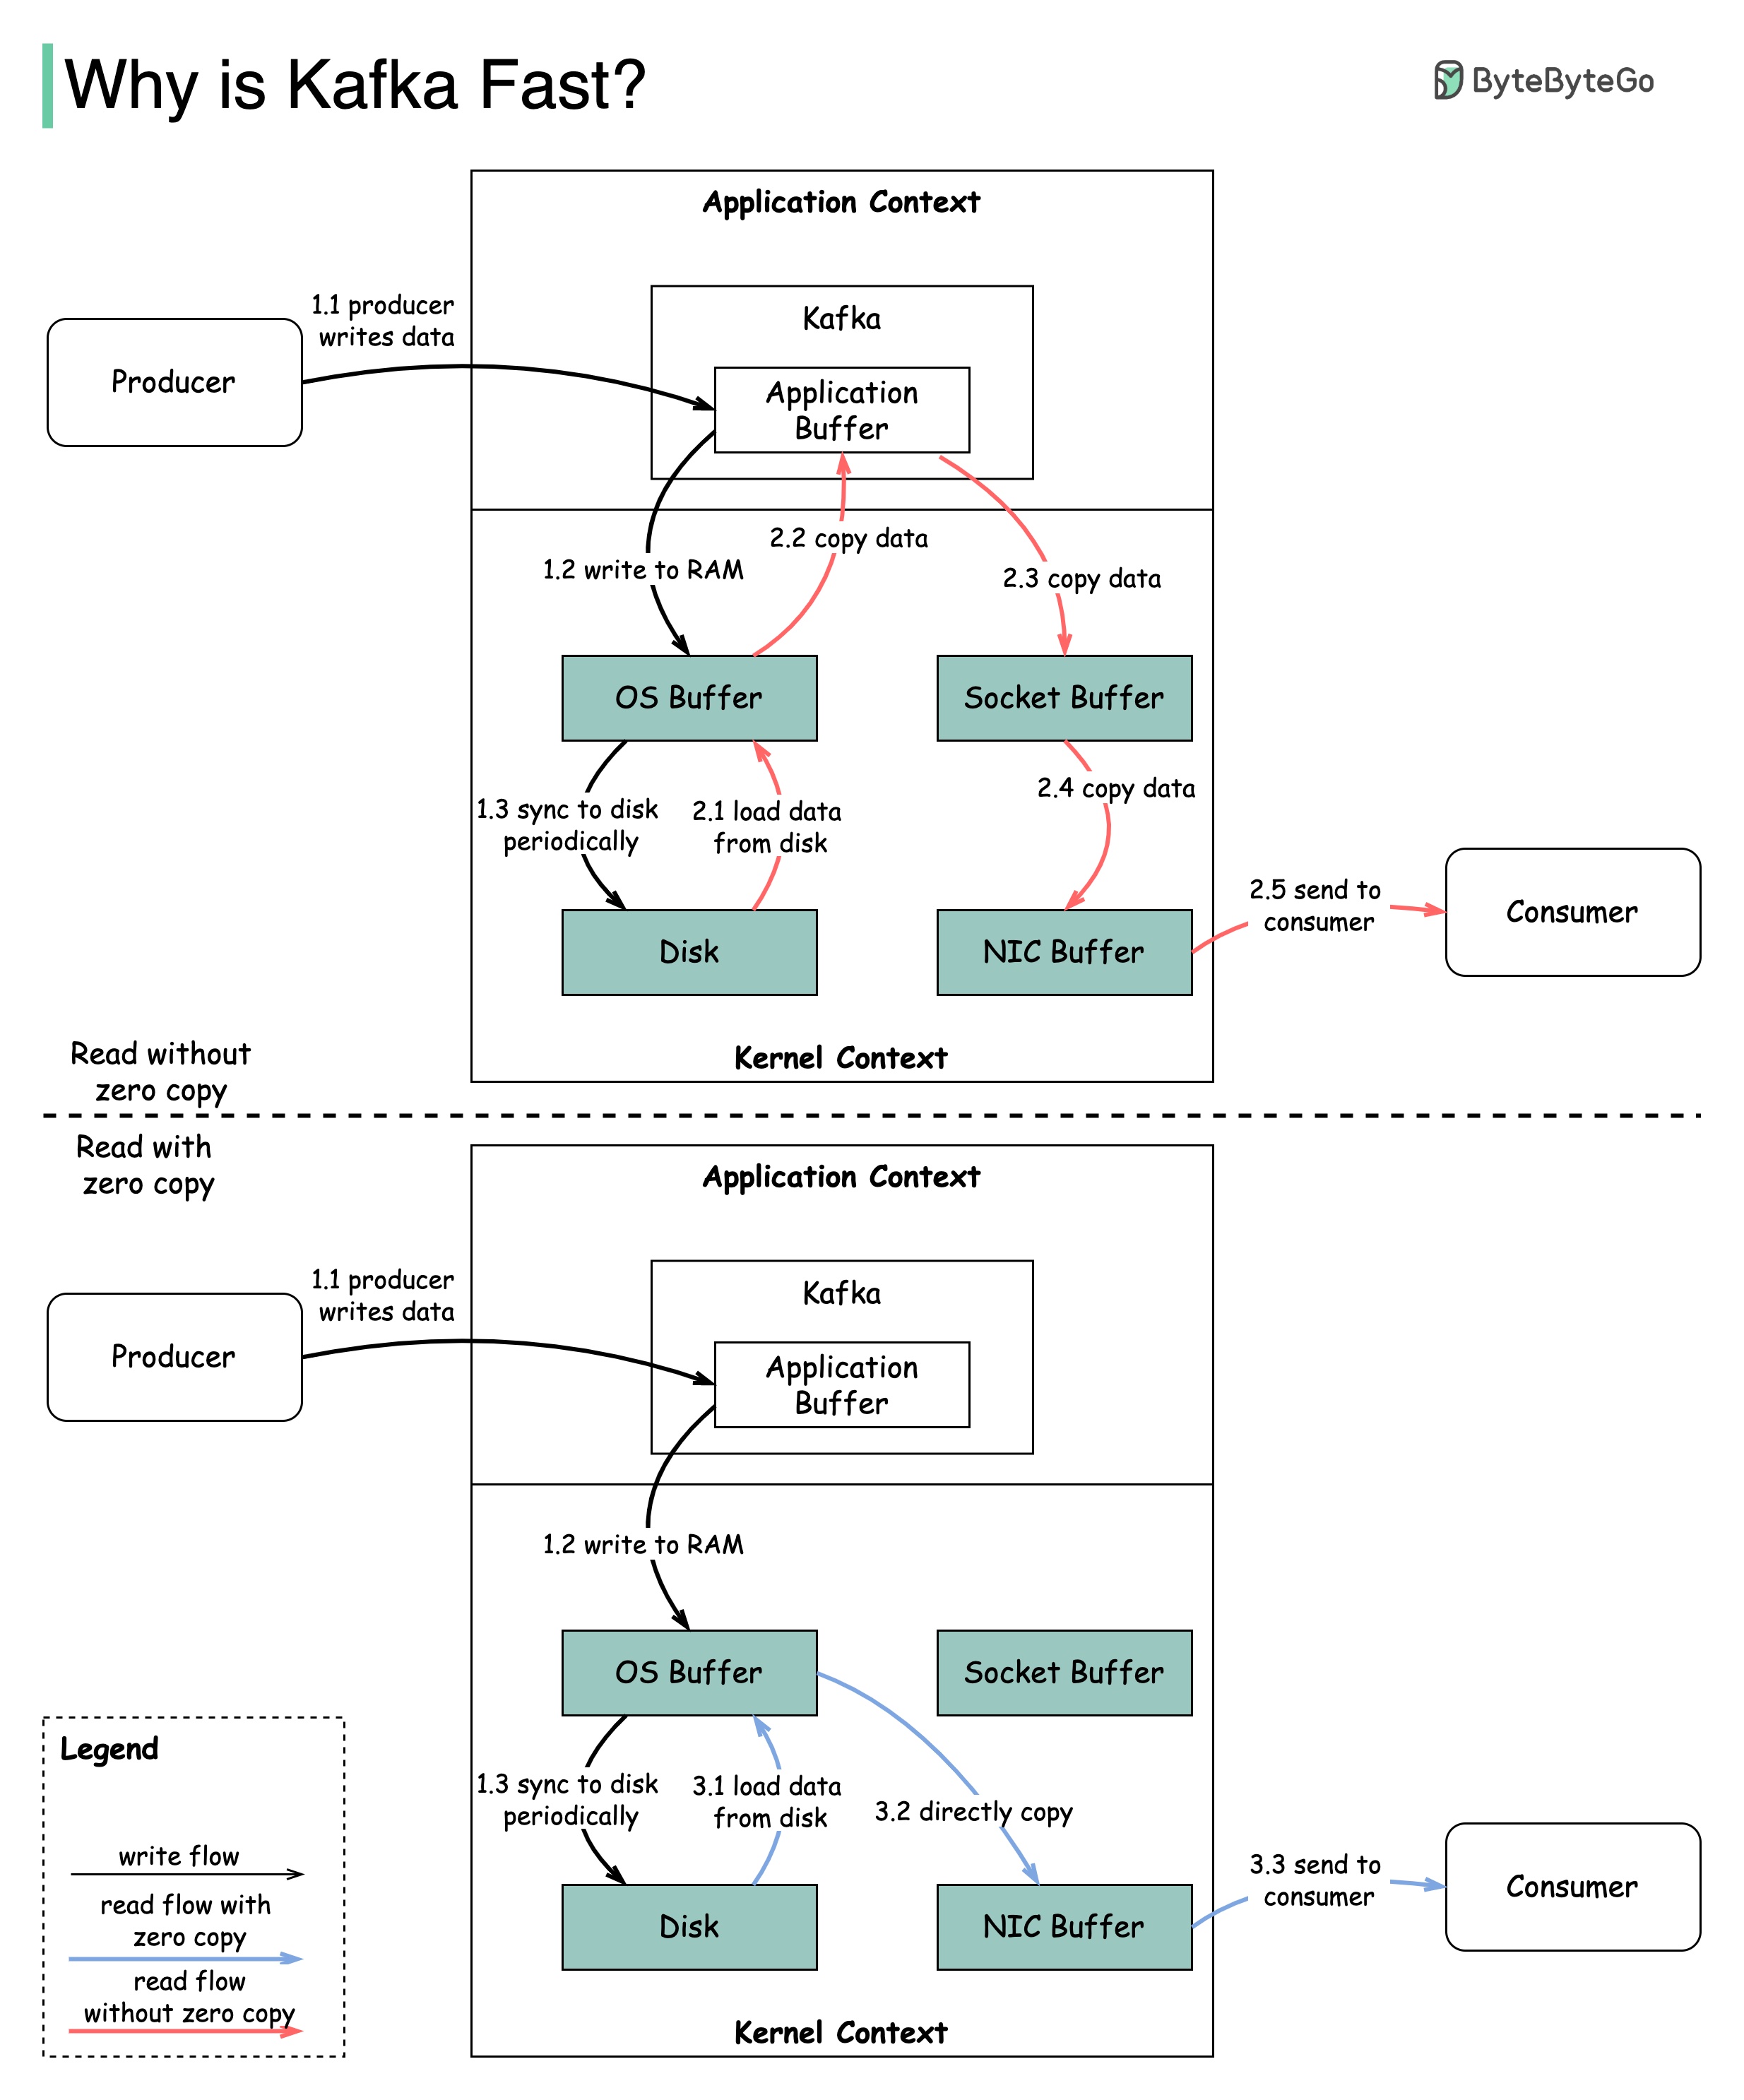 Why is Kafka Fast?
ByteByteGo
Application Context
1.1 producer
writes data
Kafka
Producer
Application
Buffer
2.2 copy data
1.2 write to RAM
2.3 copy data
OS Buffer
Socket Buffer
2.4 copy data
1.3 sync to disk
periodically
2.1 load data
from disk
2.5 send to
consumer
Consumer
Disk
NIC Buffer
Kernel Context
Read without
zero copy
Read with
zero copy
Application Context
1.1 producer
writes data
Kafka
Producer
Application
Buffer
1.2 write to RAM
OS Buffer
Socket Buffer
1.3 sync to disk
periodically
3.1 load data
from disk
3.2 directly copy
3.3 send to
consumer
Consumer
Disk
NIC Buffer
Kernel Context
Legend
write flow
read flow with
zero copy
read flow
without zero copy